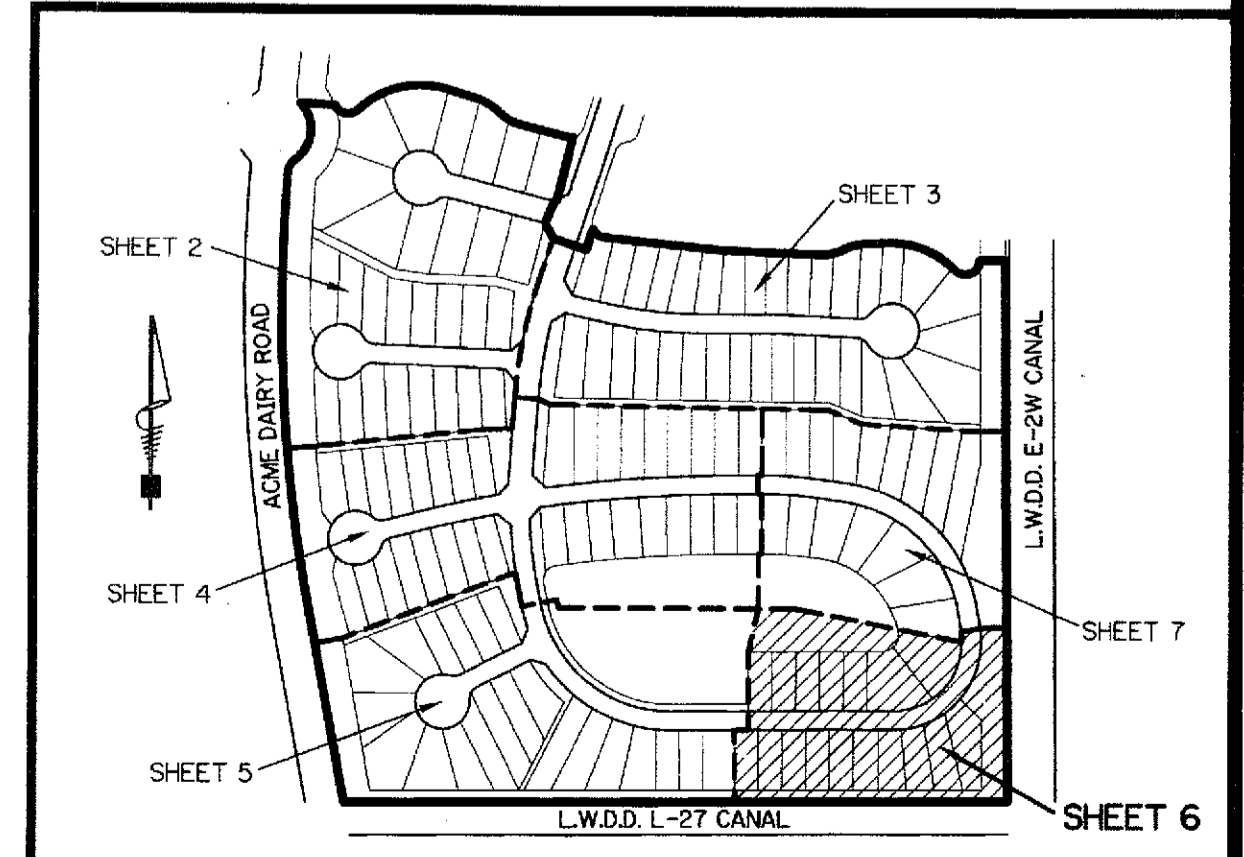 SHEET 3
SHEET 2
ACME DAIRY ROAD
L.W.D.D. E-2W CANAL
SHEET 4
SHEET 7
SHEET 5
SHEET 6
L.W.D.D. L-27 CANAL